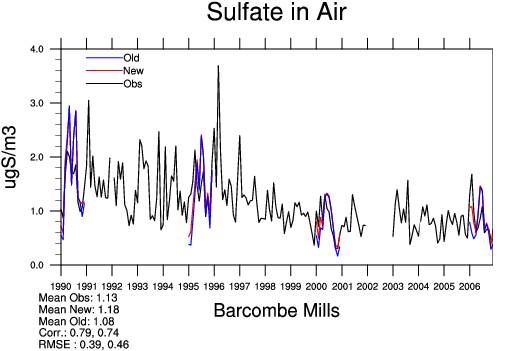 Sulfate in Air
ugS/m3
4.0
3.0
2.0
1.0
0.0
Old
New
Obs
1990 1991 1992 1993 1994 1995 1996 1997 1998 1999 2000 2001 2002 2003 2004 2005 2006
Barcombe Mills
Mean Obs: 1.13
Mean New: 1.18
Mean Old: 1.08
Corr.: 0.79, 0.74
RMSE : 0.39, 0.46